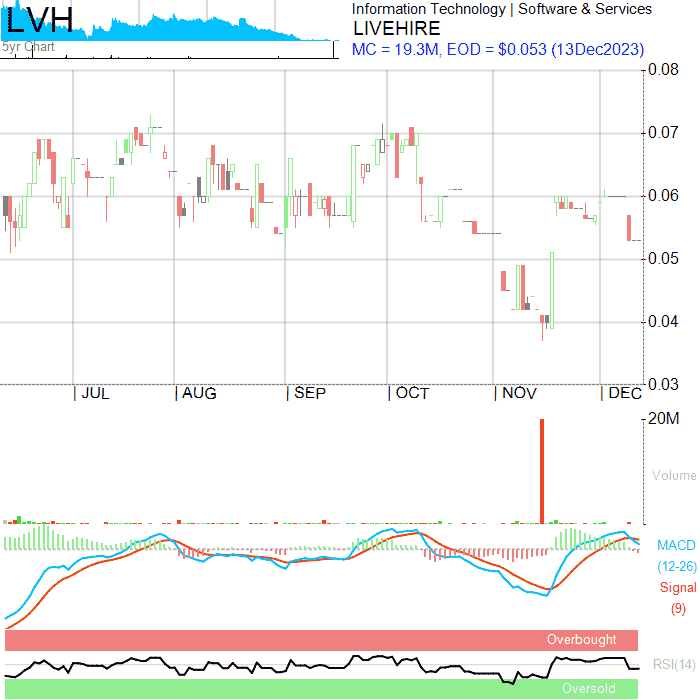 LVH
5yr Chart
Information Technology | Software & Services
LIVEHIRE
MC = 19.3M, EOD = $0.053 (13Dec2023)
0.08
0.07
0.06
0.05
0.04
0.03
| JUL | AUG | SEP | OCT | NOV | DEC
20M
Volume
MACD
(12-26)
Signal
(9)
Overbought
RSI(14)
Oversold